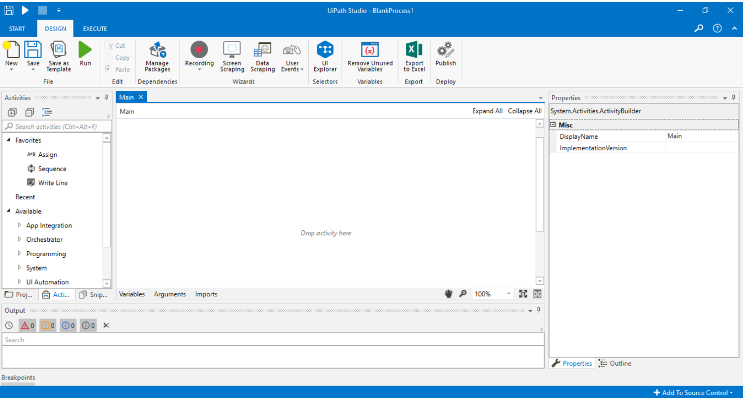 UiPath Studio - BlankProcess1
START DESIGN EXECUTE
New Save Save as Template Run
Cut
Copy
Paste
Manage Packages
Recording Screen Scraping Data Scraping User Events
UI Explorer
Remove Unused Variables
Export to Excel
Publish
File Edit Dependencies Wizards Selectors Variables Export Deploy
Activities
Search activities (Ctrl+Alt+F)
Favorites
A+B Assign
Sequence
Write Line
Recent
Available
App Integration
Orchestrator
Programming
System
UI Automation
Proj... Acti... Snip...
Main
Main Expand All Collapse All
Drop activity here
Variables Arguments Imports 100%
Properties
System.Activities.ActivityBuilder
Misc
DisplayName Main
ImplementationVersion
Properties Outline
Output
0 0 0 0
Search
Breakpoints
Add To Source Control